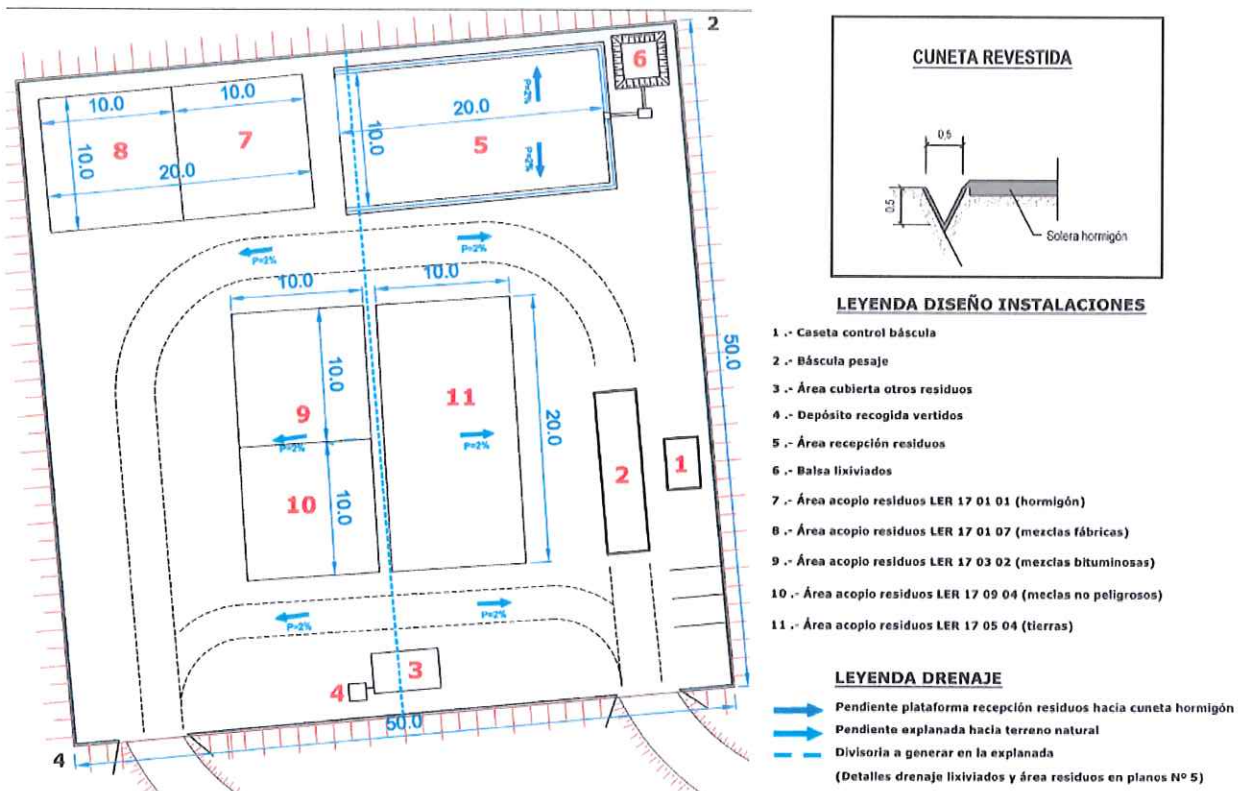 2
6
10.0
10.0
P=2%
20.0
10.0
10.0
8
7
5
20.0
P=2%
P=2%
P=2%
10.0
10.0
50.0
10.0
9
11
20.0
P=2%
P=2%
2
1
10
10.0
P=2%
P=2%
3
4
50.0
4
CUNETA REVESTIDA
0,5
0,5
Solera hormigón
LEYENDA DISEÑO INSTALACIONES
1 .- Caseta control báscula
2 .- Báscula pesaje
3 .- Área cubierta otros residuos
4 .- Depósito recogida vertidos
5 .- Área recepción residuos
6 .- Balsa lixiviados
7 .- Área acopio residuos LER 17 01 01 (hormigón)
8 .- Área acopio residuos LER 17 01 07 (mezclas fábricas)
9 .- Área acopio residuos LER 17 03 02 (mezclas bituminosas)
10 .- Área acopio residuos LER 17 09 04 (meclas no peligrosos)
11 .- Área acopio residuos LER 17 05 04 (tierras)
LEYENDA DRENAJE
Pendiente plataforma recepción residuos hacia cuneta hormigón
Pendiente explanada hacia terreno natural
Divisoria a generar en la explanada
(Detalles drenaje lixiviados y área residuos en planos Nº 5)